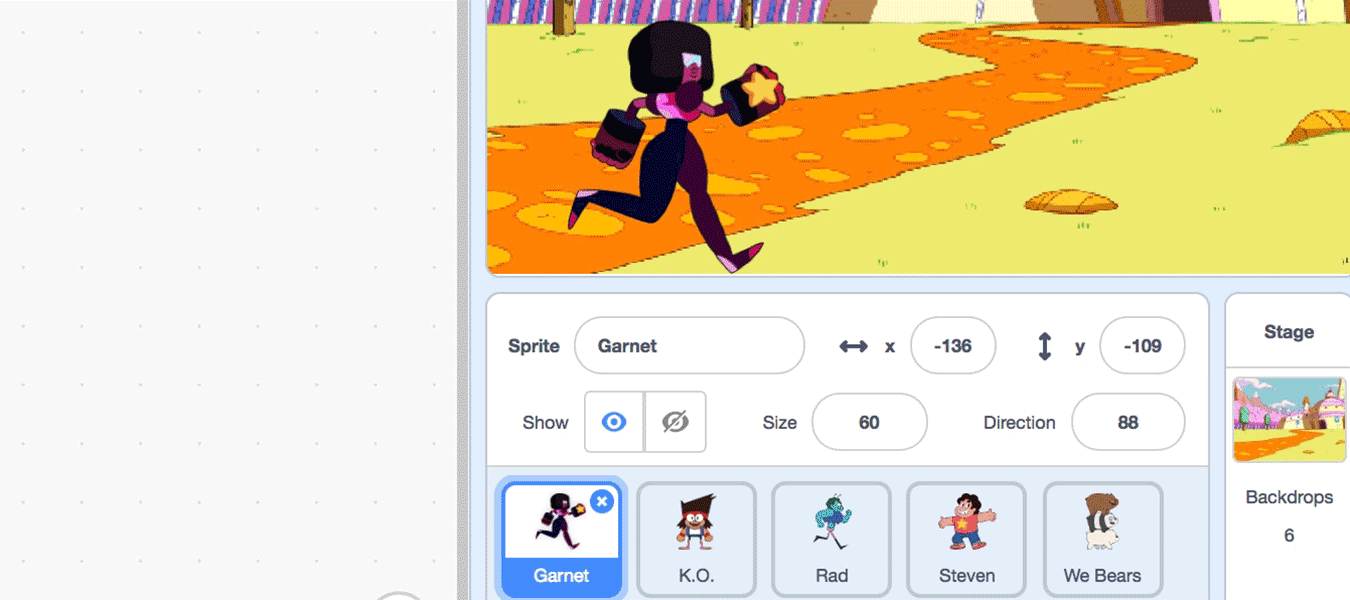 Sprite Garnet x -136 y -109
Show Size 60 Direction 88
Garnet K.O. Rad Steven We Bears
Stage
Backdrops
6